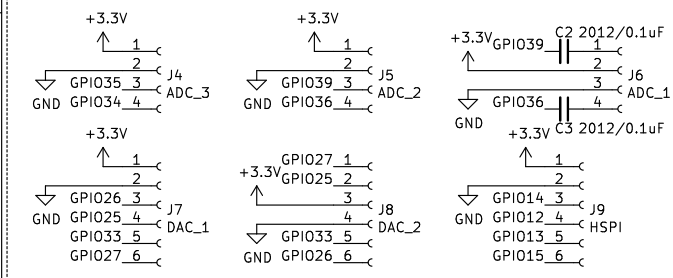 +3.3V
1
2
GND
GPIO35 3
GPIO34 4
J4
ADC_3
+3.3V
1
2
GND
GPIO39 3
GPIO36 4
J5
ADC_2
C2 2012/0.1uF
+3.3V
GPIO39 1
2
3
GND
GPIO36 4
C3 2012/0.1uF
J6
ADC_1
+3.3V
1
2
GND
GPIO26 3
GPIO25 4
GPIO33 5
GPIO27 6
J7
DAC_1
GPIO27 1
+3.3V
GPIO25 2
3
4
GND
GPIO33 5
GPIO26 6
J8
DAC_2
+3.3V
1
2
GND
GPIO14 3
GPIO12 4
GPIO13 5
GPIO15 6
J9
HSPI